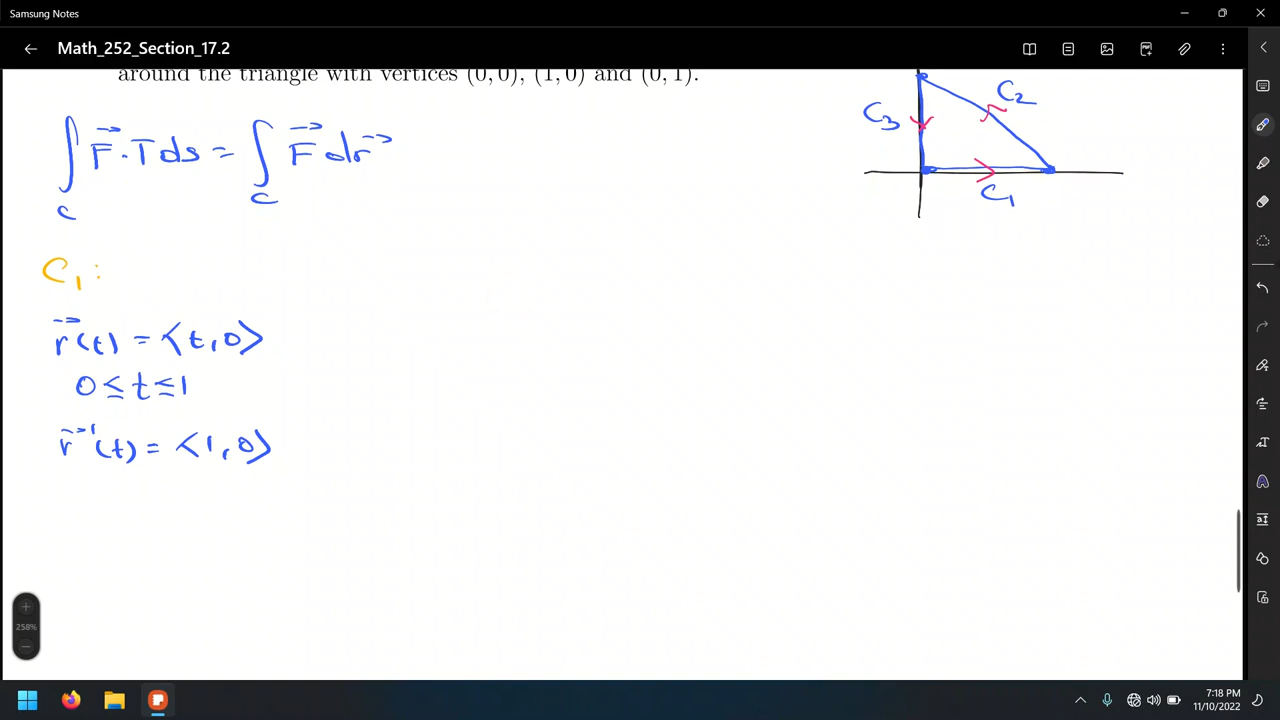 Samsung Notes
Math_252_Section_17.2
around the triangle with vertices (0, 0), (1, 0) and (0, 1).
∫_C F⃗ · T ds = ∫_C F⃗ dr⃗
C₃
C₂
C₁
C₁ :
r⃗(t) = ⟨t, 0⟩
0 ≤ t ≤ 1
r⃗'(t) = ⟨1, 0⟩
258%
7:18 PM
11/10/2022